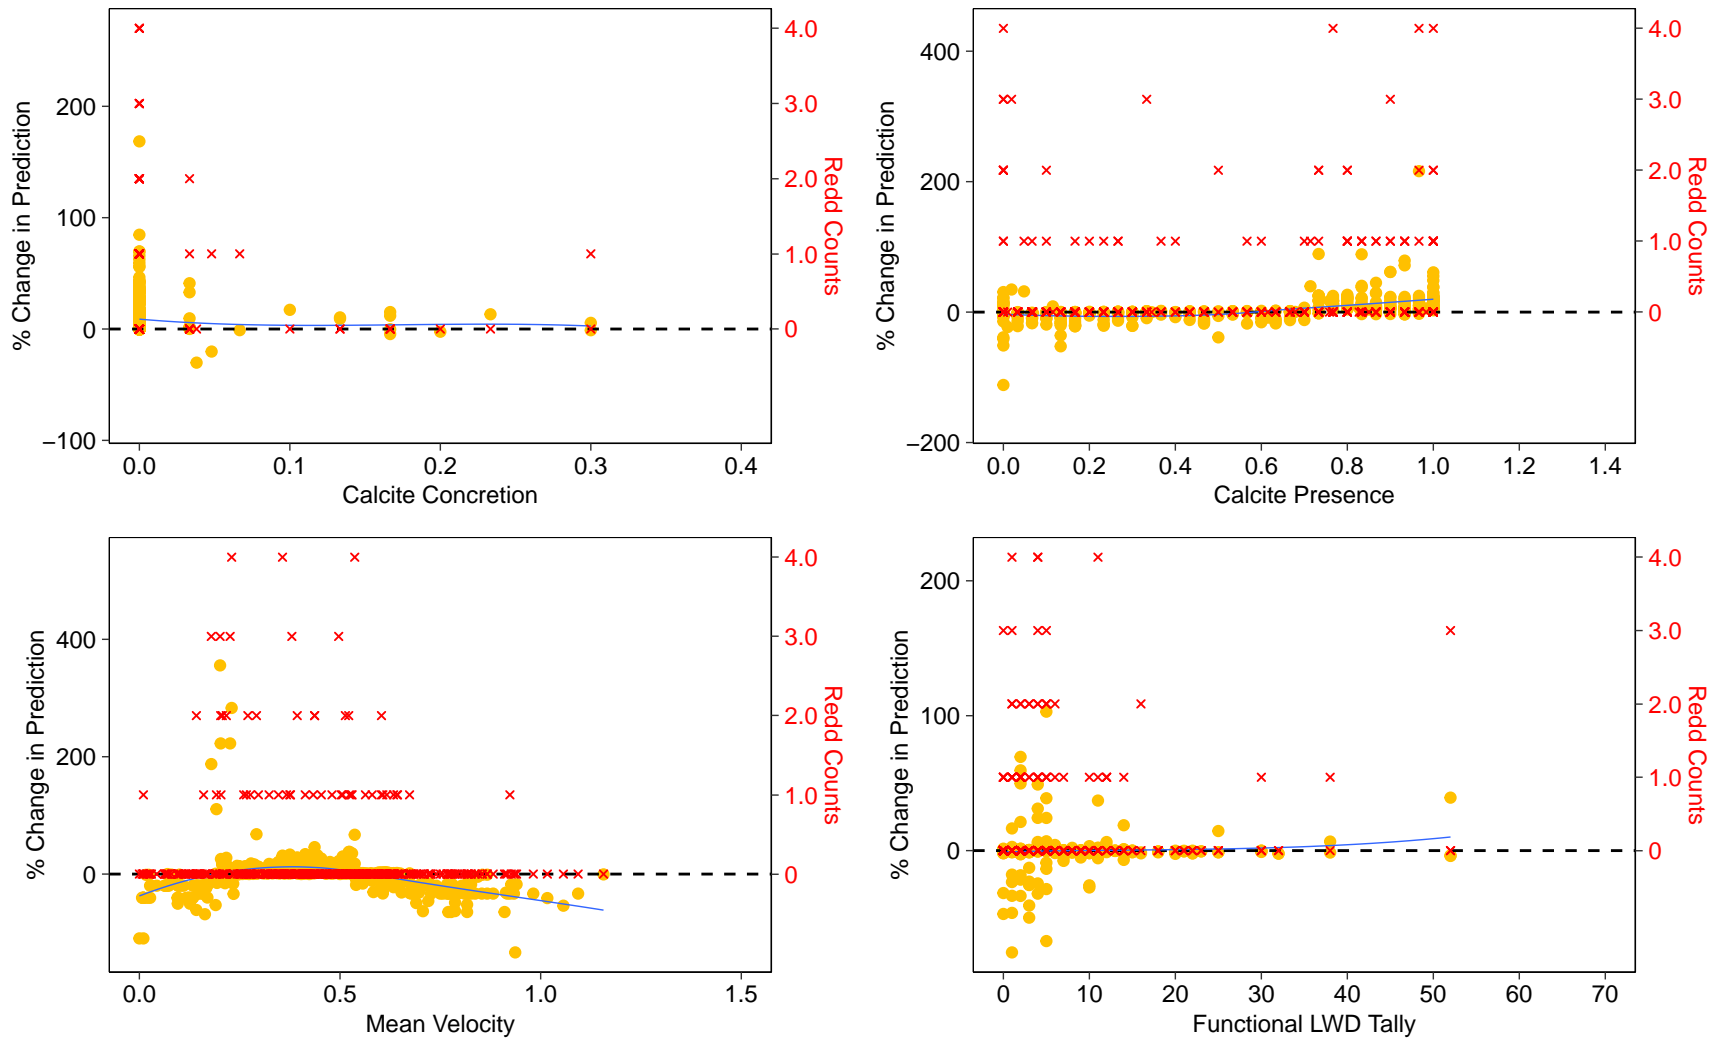 % Change in Prediction
200
100
0
−100
4.0
3.0
2.0
1.0
0
Redd Counts
0.0 0.1 0.2 0.3 0.4
Calcite Concretion
% Change in Prediction
400
200
0
−200
4.0
3.0
2.0
1.0
0
Redd Counts
0.0 0.2 0.4 0.6 0.8 1.0 1.2 1.4
Calcite Presence
% Change in Prediction
400
200
0
4.0
3.0
2.0
1.0
0
Redd Counts
0.0 0.5 1.0 1.5
Mean Velocity
% Change in Prediction
200
100
0
4.0
3.0
2.0
1.0
0
Redd Counts
0 10 20 30 40 50 60 70
Functional LWD Tally